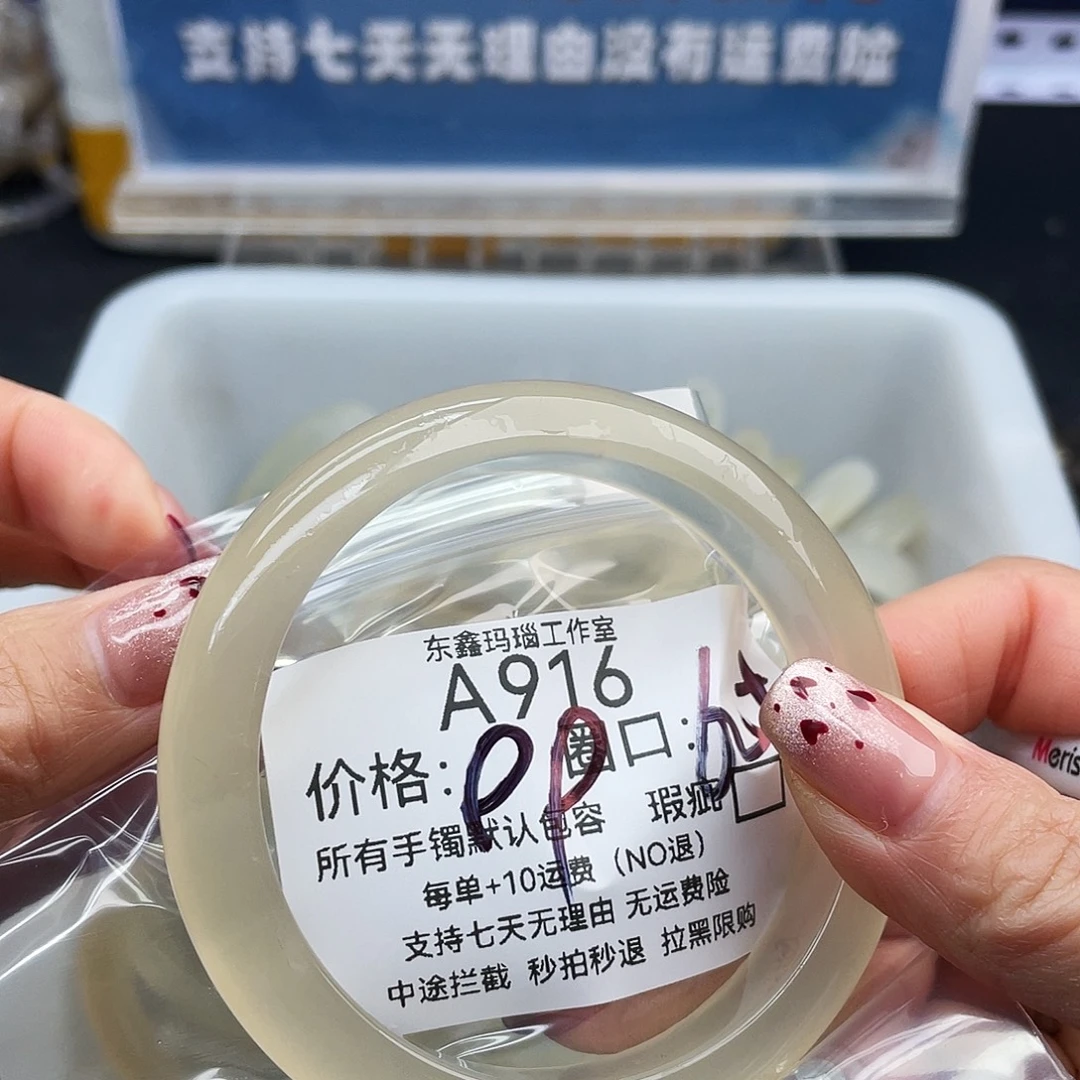 支持七天无理由没有运费险
东鑫玛瑙工作室
A916
价格: 圈口:
所有手镯默认包容 瑕疵
每单+10运费（NO退）
支持七天无理由 无运费险
中途拦截 秒拍秒退 拉黑限购
Meris